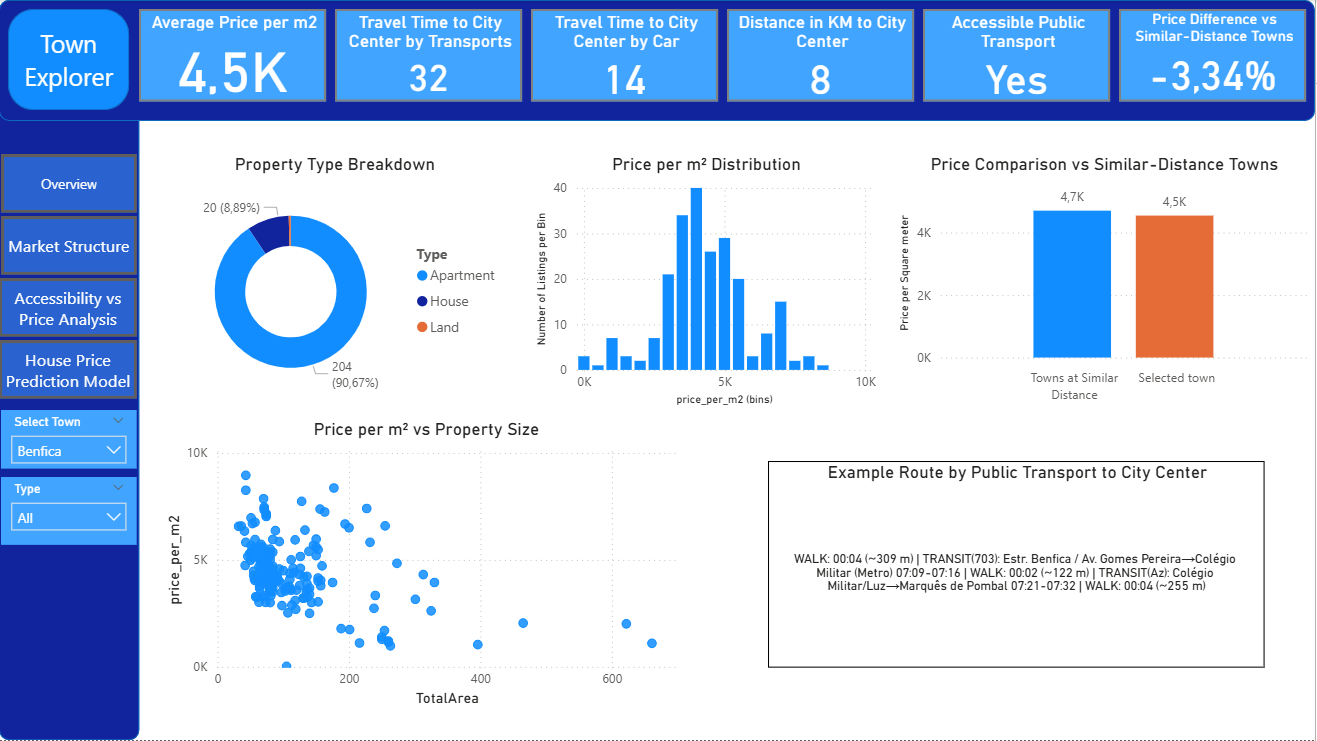 Town
Explorer
Average Price per m2
4,5K
Travel Time to City
Center by Transports
32
Travel Time to City
Center by Car
14
Distance in KM to City
Center
8
Accessible Public
Transport
Yes
Price Difference vs
Similar-Distance Towns
-3,34%
Overview
Market Structure
Accessibility vs
Price Analysis
House Price
Prediction Model
Select Town
Benfica
Type
All
Property Type Breakdown
20 (8,89%)
204
(90,67%)
Type
Apartment
House
Land
Price per m² Distribution
Number of Listings per Bin
40
30
20
10
0
0K
5K
10K
price_per_m2 (bins)
Price Comparison vs Similar-Distance Towns
Price per Square meter
4K
2K
0K
4,7K
4,5K
Towns at Similar
Distance
Selected town
Price per m² vs Property Size
price_per_m2
10K
5K
0K
0
200
400
600
TotalArea
Example Route by Public Transport to City Center
WALK: 00:04 (~309 m) | TRANSIT(703): Estr. Benfica / Av. Gomes Pereira→Colégio
Militar (Metro) 07:09-07:16 | WALK: 00:02 (~122 m) | TRANSIT(Az): Colégio
Militar/Luz→Marquês de Pombal 07:21-07:32 | WALK: 00:04 (~255 m)